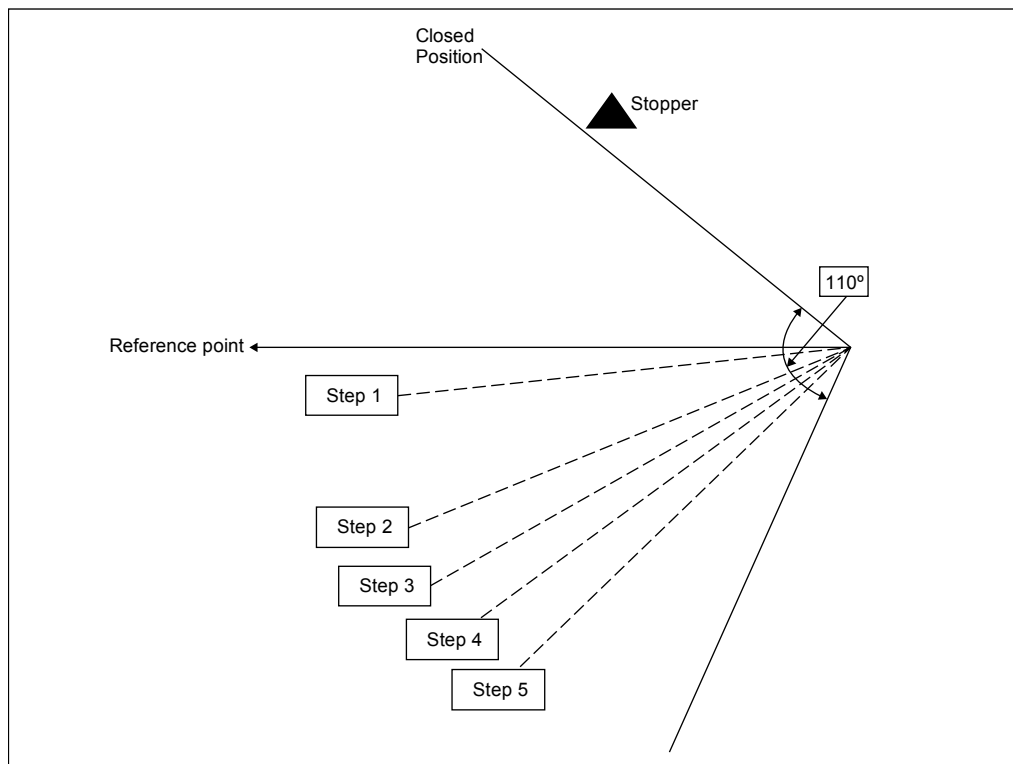 Closed
Position
Stopper
110º
Reference point
Step 1
Step 2
Step 3
Step 4
Step 5